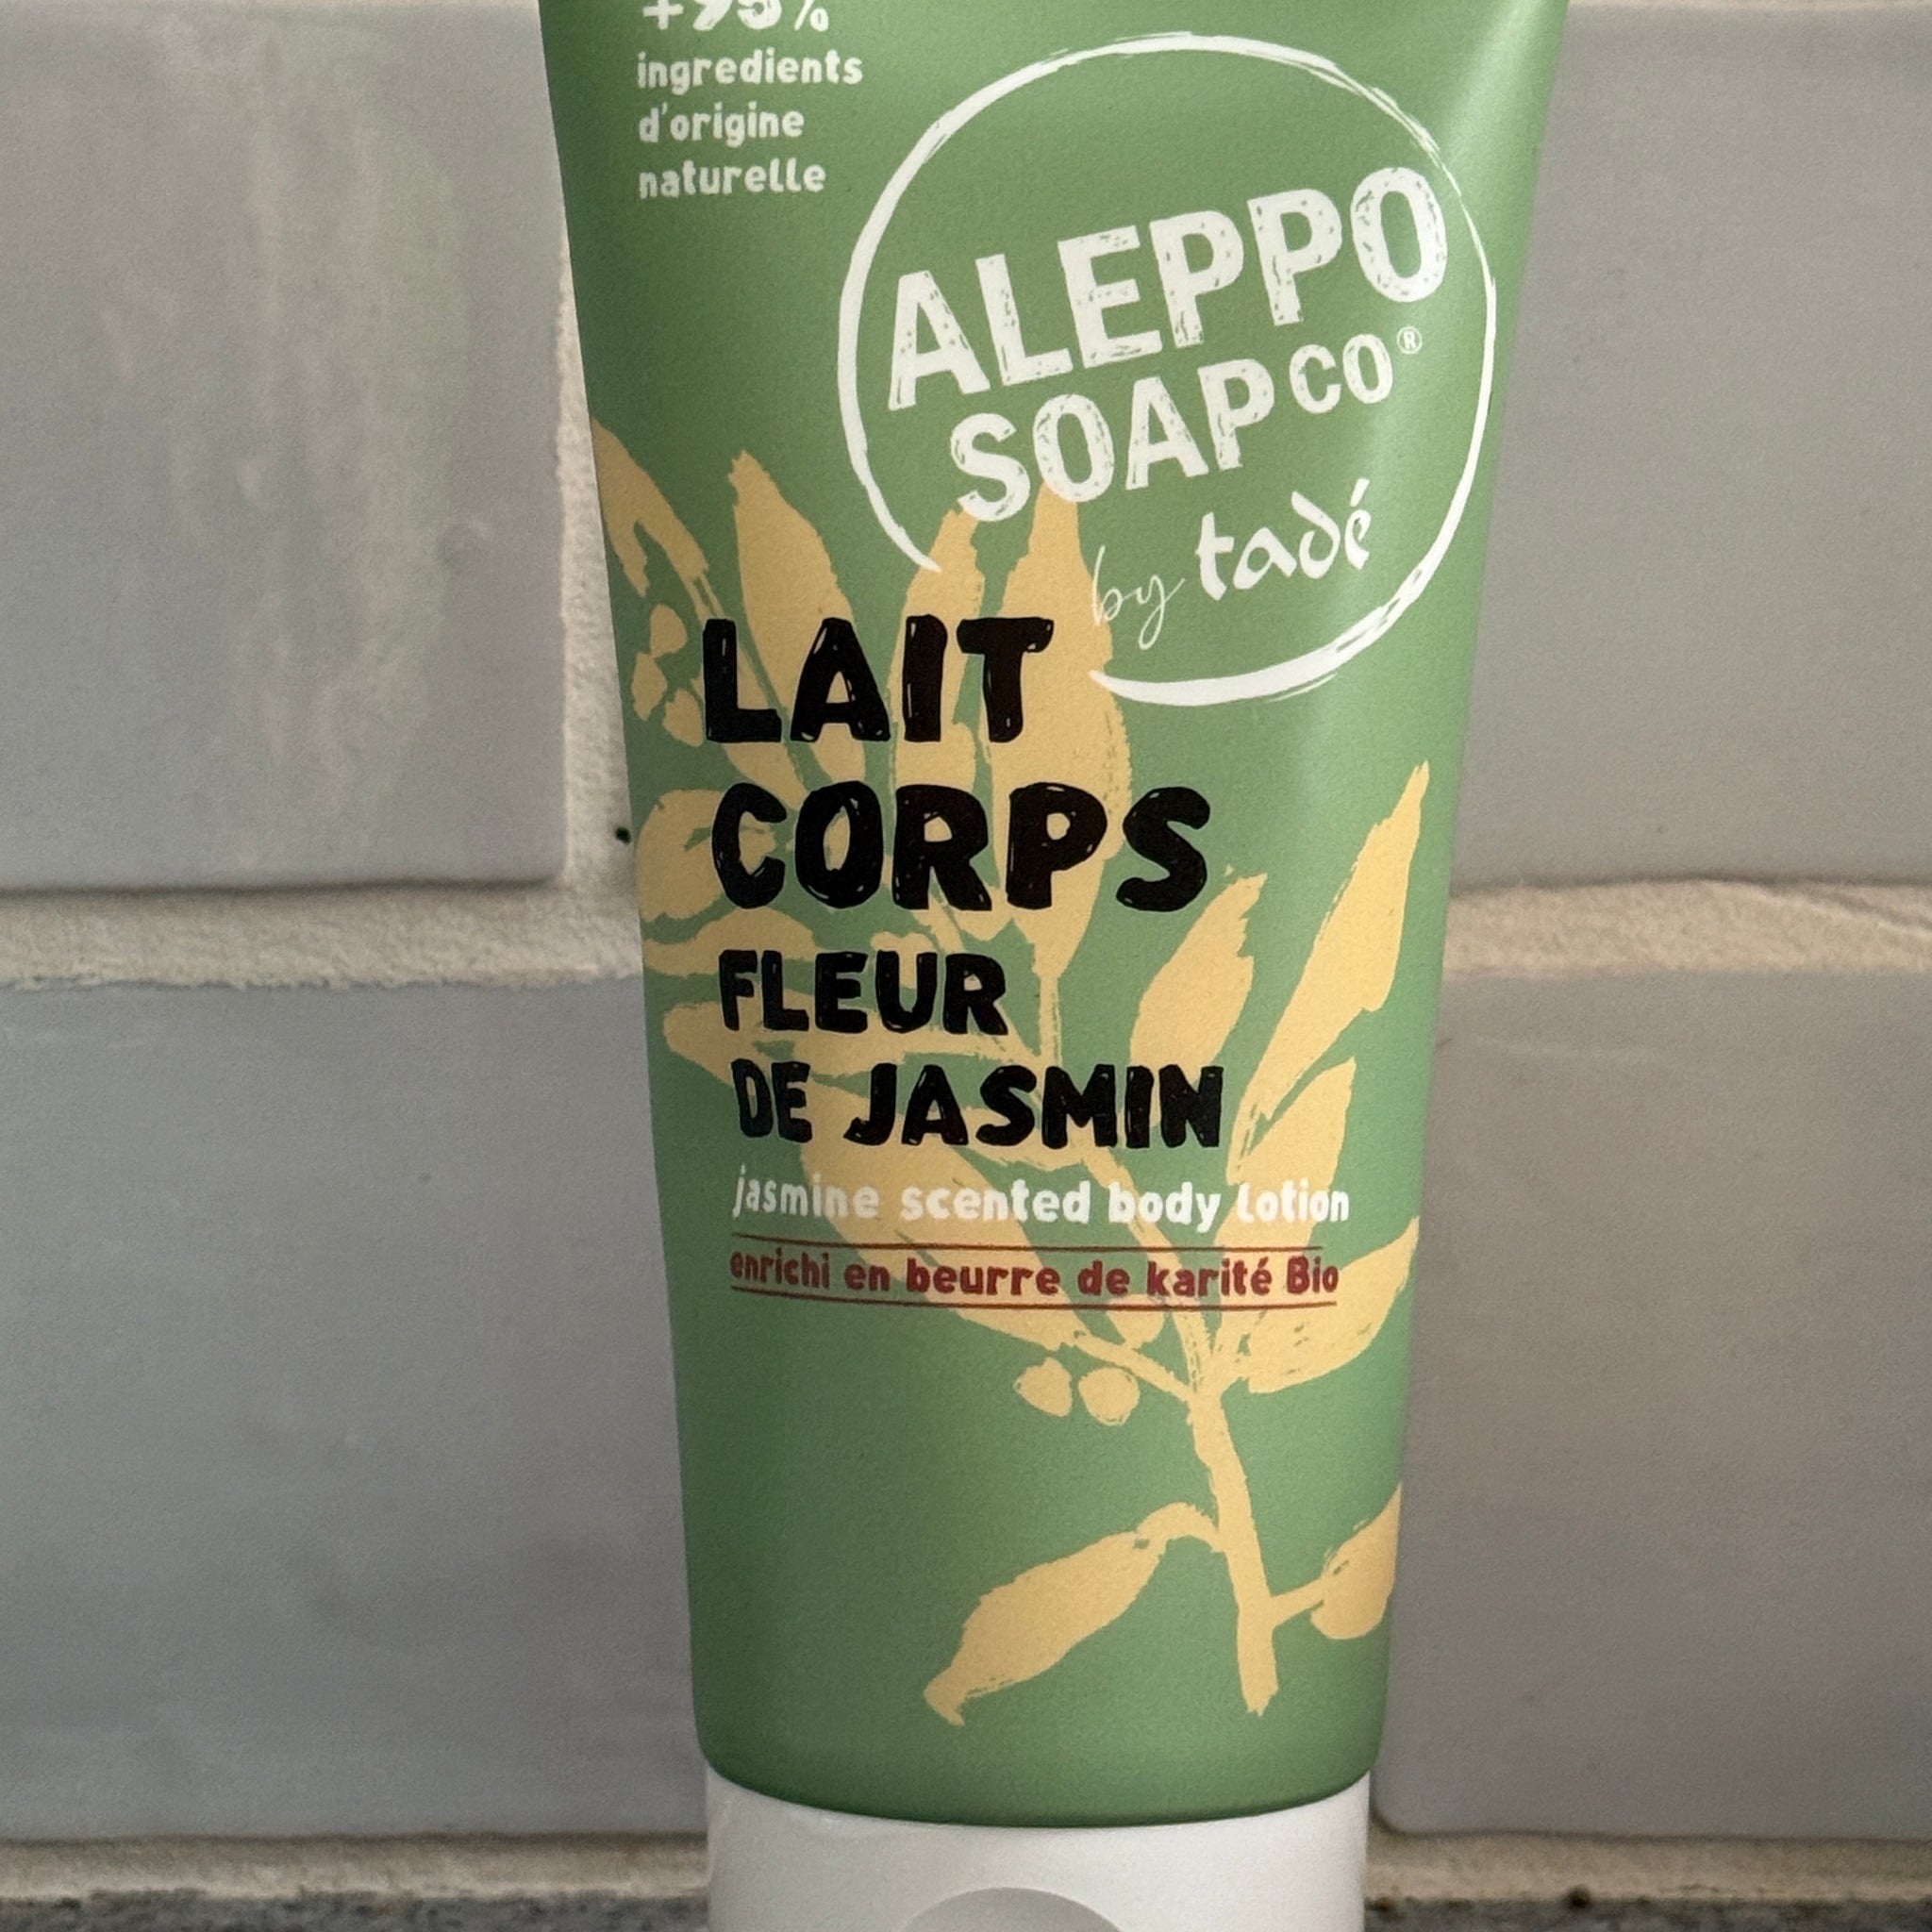 +95%
ingredients
d'origine
naturelle
ALEPPO
SOAP CO®
by tadé
LAIT
CORPS
FLEUR
DE JASMIN
jasmine scented body lotion
enrichi en beurre de karité Bio